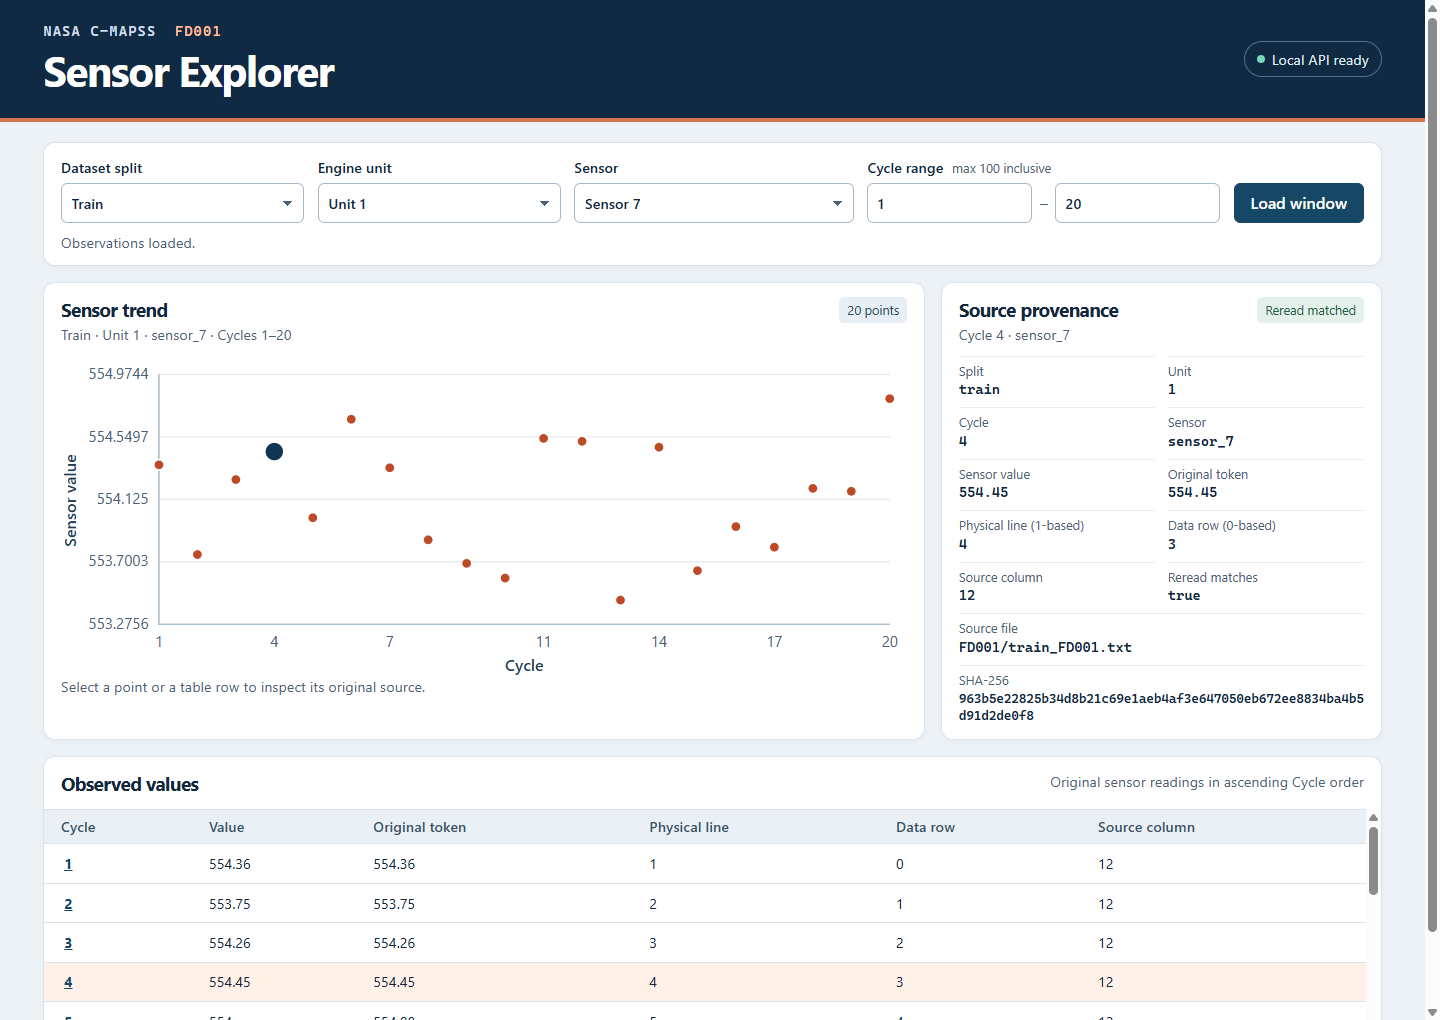 NASA C-MAPSS FD001
Sensor Explorer
Local API ready
Dataset split
Train
Engine unit
Unit 1
Sensor
Sensor 7
Cycle range max 100 inclusive
1 – 20
Load window
Observations loaded.
Sensor trend
20 points
Train · Unit 1 · sensor_7 · Cycles 1–20
554.9744
554.5497
554.125
553.7003
553.2756
Sensor value
1 4 7 11 14 17 20
Cycle
Select a point or a table row to inspect its original source.
Source provenance
Reread matched
Cycle 4 · sensor_7
Split
train
Unit
1
Cycle
4
Sensor
sensor_7
Sensor value
554.45
Original token
554.45
Physical line (1-based)
4
Data row (0-based)
3
Source column
12
Reread matches
true
Source file
FD001/train_FD001.txt
SHA-256
963b5e22825b34d8b21c69e1aeb4af3e647050eb672ee8834ba4b5
d91d2de0f8
Observed values
Original sensor readings in ascending Cycle order
Cycle Value Original token Physical line Data row Source column
1 554.36 554.36 1 0 12
2 553.75 553.75 2 1 12
3 554.26 554.26 3 2 12
4 554.45 554.45 4 3 12